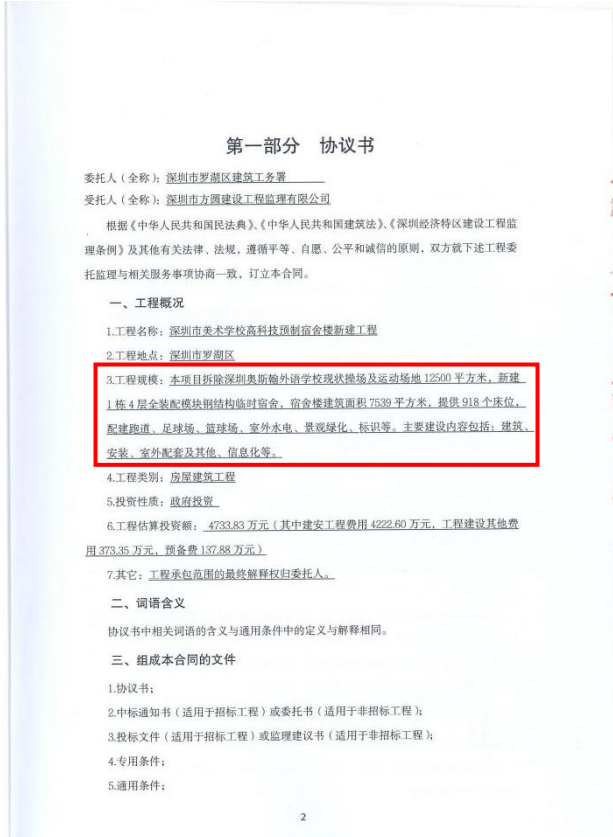 第一部分 协议书
委托人（全称）：深圳市罗湖区建筑工务署
受托人（全称）：深圳市方圆建设工程监理有限公司
根据《中华人民共和国民法典》、《中华人民共和国建筑法》、《深圳经济特区建设工程监
理条例》及其他有关法律、法规，遵循平等、自愿、公平和诚信的原则，双方就下述工程委
托监理与相关服务事项协商一致，订立本合同。
一、工程概况
1.工程名称：深圳市美术学校高科技预制宿舍楼新建工程
2.工程地点：深圳市罗湖区
3.工程规模：本项目拆除深圳奥斯翰外语学校现状操场及运动场地 12500 平方米，新建
1 栋 4 层全装配模块钢结构临时宿舍，宿舍楼建筑面积 7539 平方米，提供 918 个床位，
配建跑道、足球场、篮球场、室外水电、景观绿化、标识等。主要建设内容包括：建筑、
安装、室外配套及其他、信息化等。
4.工程类别：房屋建筑工程
5.投资性质：政府投资
6.工程估算投资额：4733.83 万元（其中建安工程费用 4222.60 万元，工程建设其他费
用 373.35 万元，预备费 137.88 万元）
7.其它：工程承包范围的最终解释权归委托人。
二、词语含义
协议书中相关词语的含义与通用条件中的定义与解释相同。
三、组成本合同的文件
1.协议书；
2.中标通知书（适用于招标工程）或委托书（适用于非招标工程）；
3.投标文件（适用于招标工程）或监理建议书（适用于非招标工程）；
4.专用条件；
5.通用条件；
2